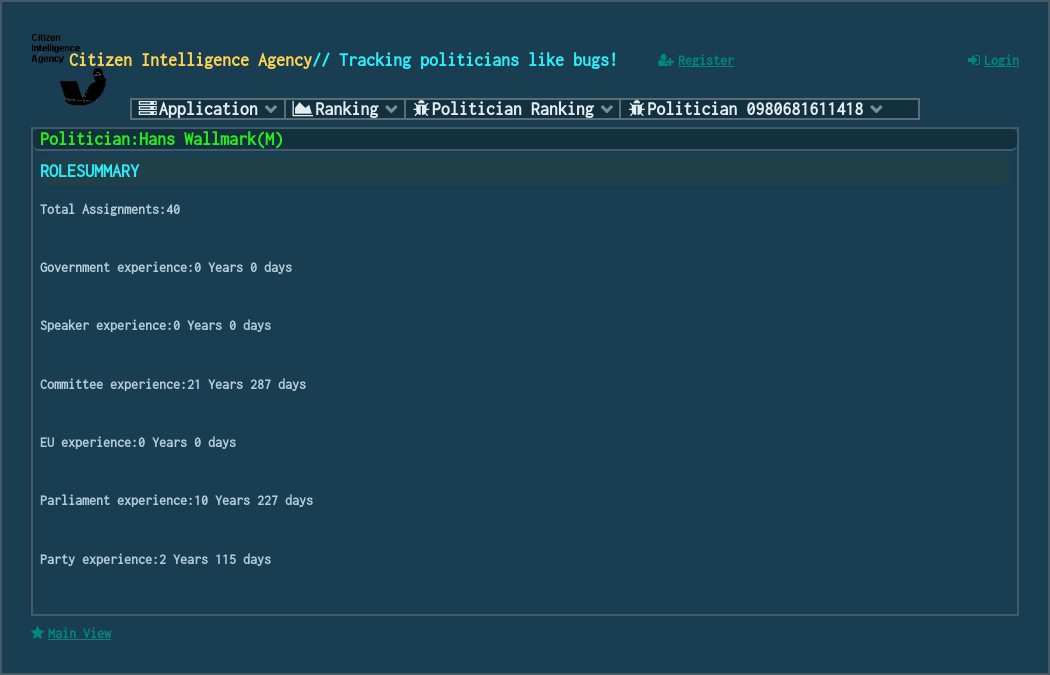 Citizen
Intelligence
Agency
Citizen Intelligence Agency// Tracking politicians like bugs!
Register
Login
Application
Ranking
Politician Ranking
Politician 0980681611418
Politician:Hans Wallmark(M)
ROLESUMMARY
Total Assignments:40
Government experience:0 Years 0 days
Speaker experience:0 Years 0 days
Committee experience:21 Years 287 days
EU experience:0 Years 0 days
Parliament experience:10 Years 227 days
Party experience:2 Years 115 days
Main View